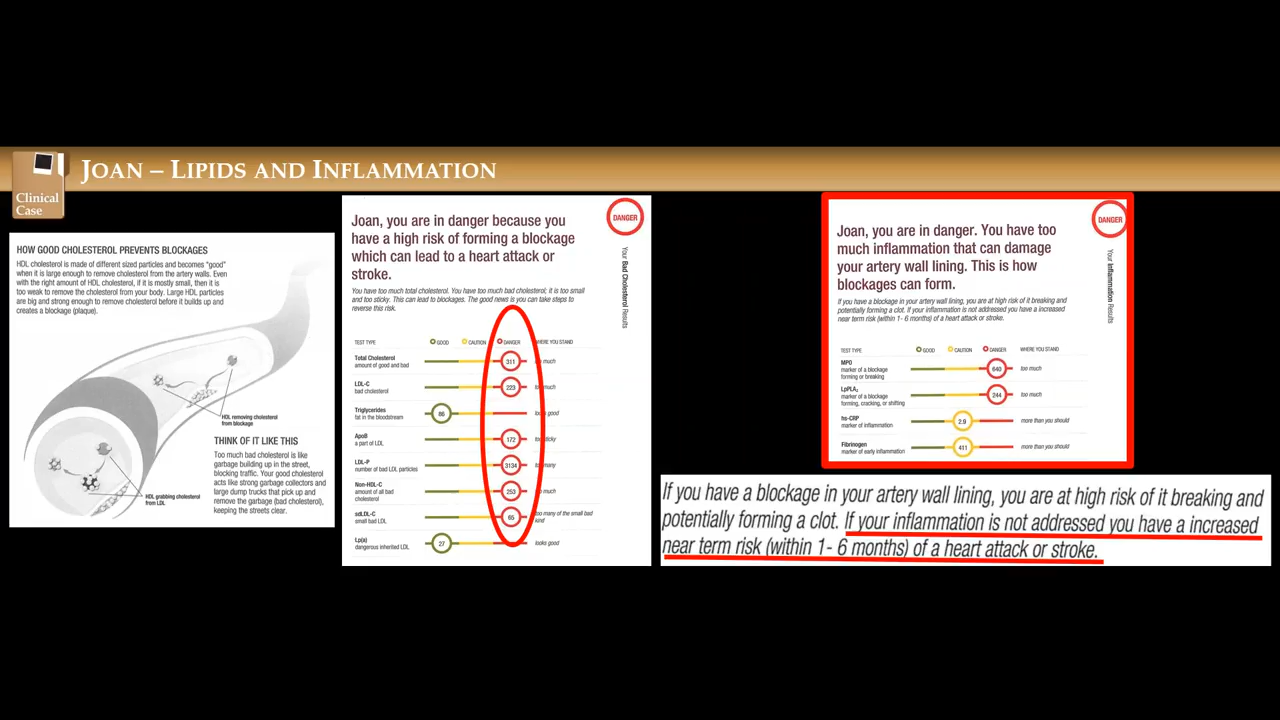 JOAN – LIPIDS AND INFLAMMATION
Clinical
Case
HOW GOOD CHOLESTEROL PREVENTS BLOCKAGES
HDL cholesterol is made of different sized particles and becomes "good"
when it is large enough to remove cholesterol from the artery walls. Even
with the right amount of HDL cholesterol, if it is mostly small, then it is
too weak to remove the cholesterol from your body. Large HDL particles
are big and strong enough to remove cholesterol before it builds up and
creates a blockage (plaque).
HDL removing cholesterol
from blockage
THINK OF IT LIKE THIS
Too much bad cholesterol is like
garbage building up in the street,
blocking traffic. Your good cholesterol
acts like strong garbage collectors and
large dump trucks that pick up and
remove the garbage (bad cholesterol),
keeping the streets clear.
HDL grabbing cholesterol
from LDL
DANGER
Your Bad Cholesterol Results
Joan, you are in danger because you
have a high risk of forming a blockage
which can lead to a heart attack or
stroke.
You have too much total cholesterol. You have too much bad cholesterol; it is too small
and too sticky. This can lead to blockages. The good news is you can take steps to
reverse this risk.
TEST TYPE GOOD CAUTION DANGER WHERE YOU STAND
Total Cholesterol
amount of good and bad
311 much
LDL-C
bad cholesterol
223 much
Triglycerides
fat in the bloodstream
86 good
ApoB
a part of LDL
172 sticky
LDL-P
number of bad LDL particles
3134 many
Non-HDL-C
amount of all bad
cholesterol
253 much
sdLDL-C
small bad LDL
65 too many of the small bad
kind
Lp(a)
dangerous inherited LDL
27 looks good
DANGER
Your Inflammation Results
Joan, you are in danger. You have too
much inflammation that can damage
your artery wall lining. This is how
blockages can form.
If you have a blockage in your artery wall lining, you are at high risk of it breaking and
potentially forming a clot. If your inflammation is not addressed you have a increased
near term risk (within 1- 6 months) of a heart attack or stroke.
TEST TYPE GOOD CAUTION DANGER WHERE YOU STAND
MPO
marker of a blockage
forming or breaking
640 too much
LpPLA2
marker of a blockage
forming, cracking, or shifting
244 too much
hs-CRP
marker of inflammation
2.9 more than you should
Fibrinogen
marker of early inflammation
411 more than you should
If you have a blockage in your artery wall lining, you are at high risk of it breaking and
potentially forming a clot. If your inflammation is not addressed you have a increased
near term risk (within 1- 6 months) of a heart attack or stroke.